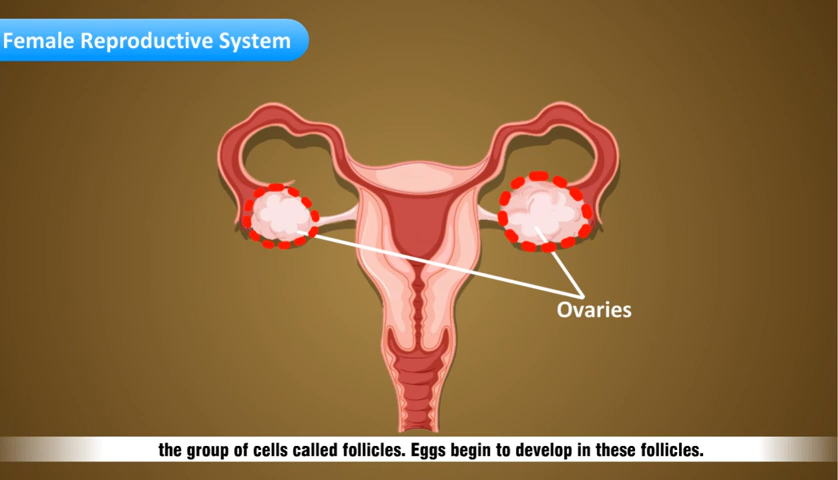 Female Reproductive System
Ovaries
the group of cells called follicles. Eggs begin to develop in these follicles.